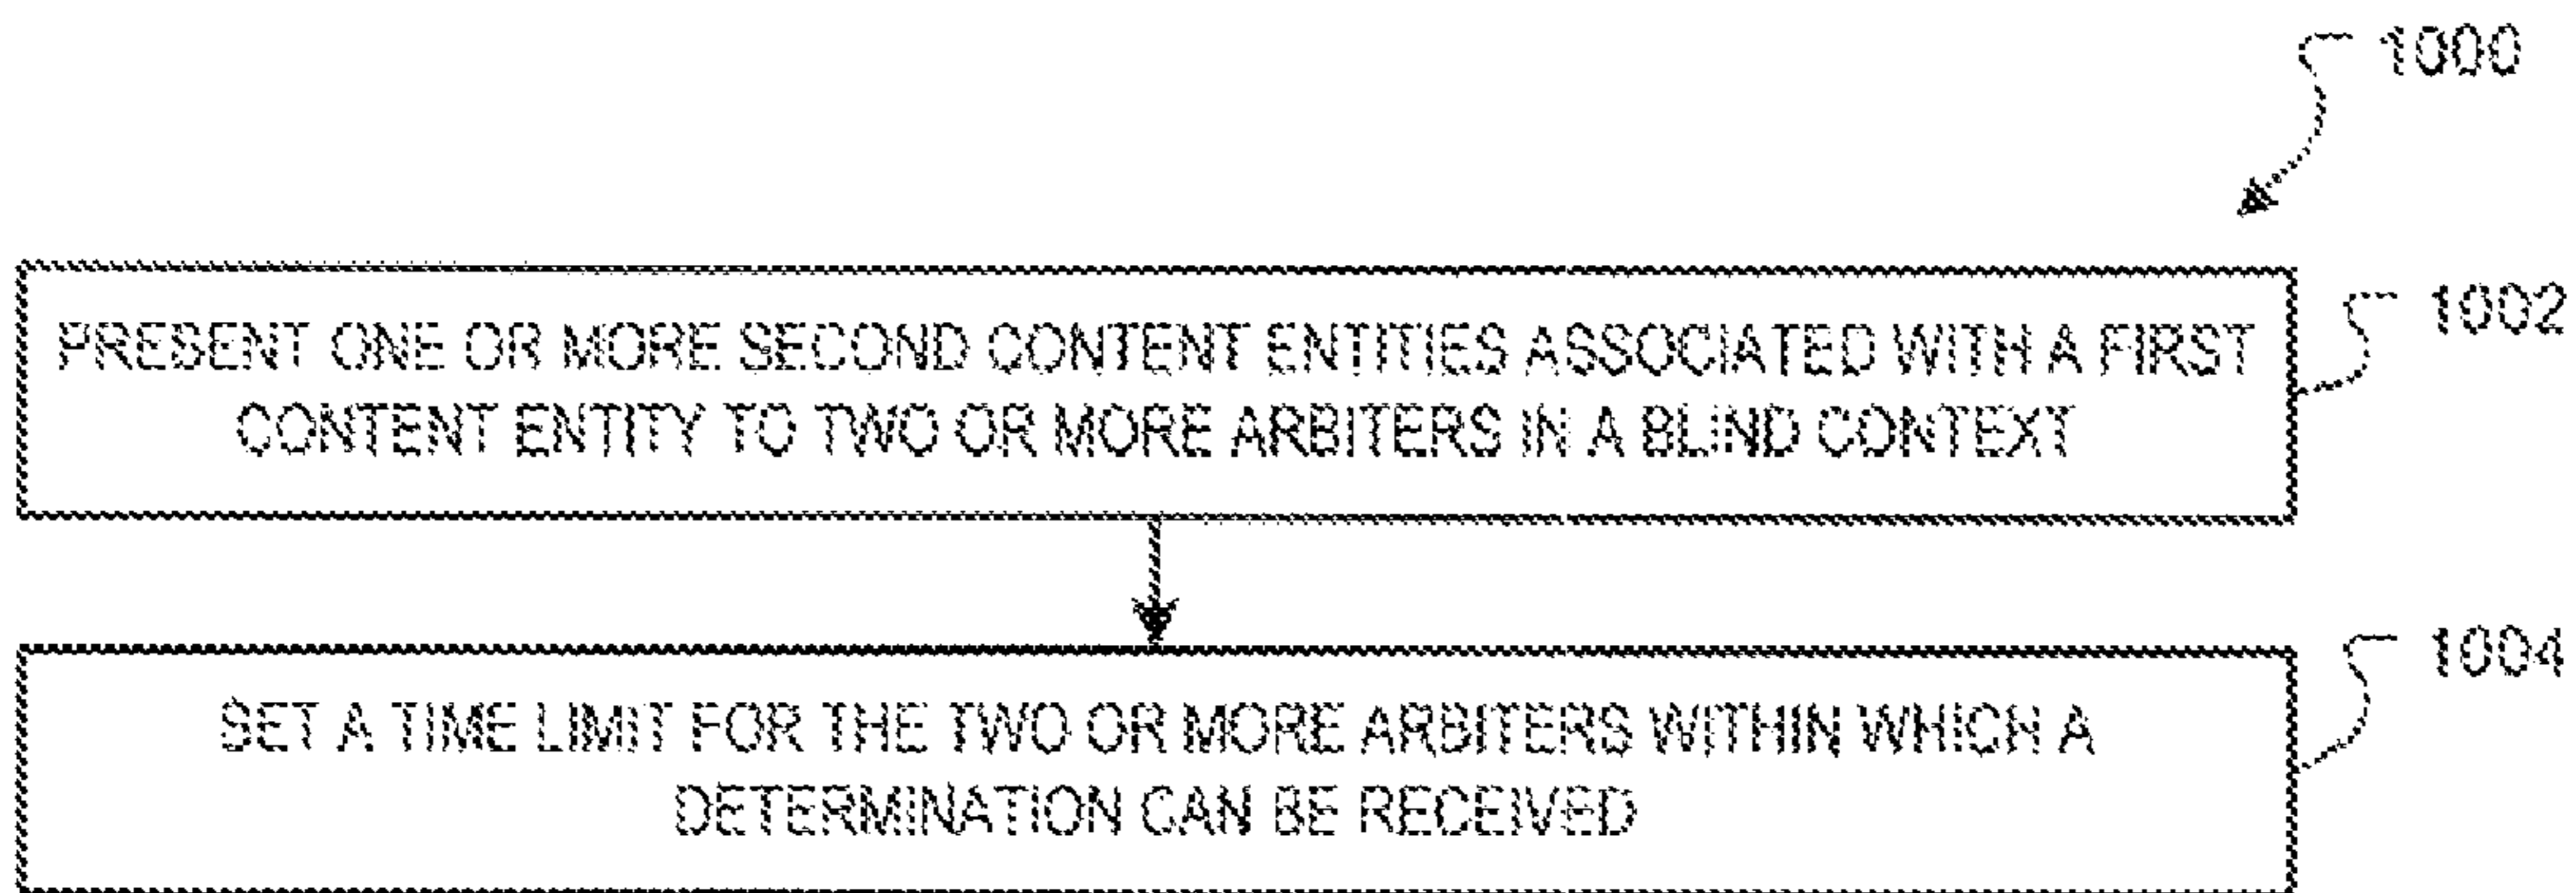 1000
PRESENT ONE OR MORE SECOND CONTENT ENTITIES ASSOCIATED WITH A FIRST
CONTENT ENTITY TO TWO OR MORE ARBITERS IN A BLIND CONTEXT
1002
SET A TIME LIMIT FOR THE TWO OR MORE ARBITERS WITHIN WHICH A
DETERMINATION CAN BE RECEIVED
1004